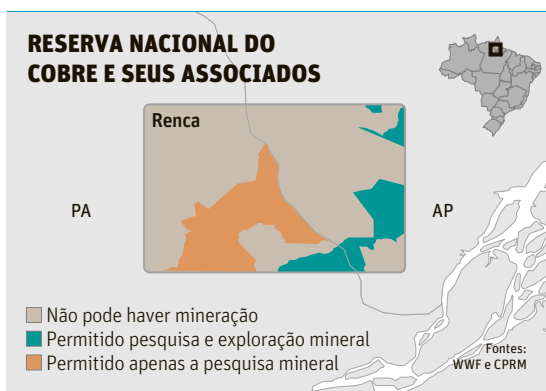 RESERVA NACIONAL DO
COBRE E SEUS ASSOCIADOS
Renca
PA
AP
Não pode haver mineração
Permitido pesquisa e exploração mineral
Permitido apenas a pesquisa mineral
Fontes:
WWF e CPRM